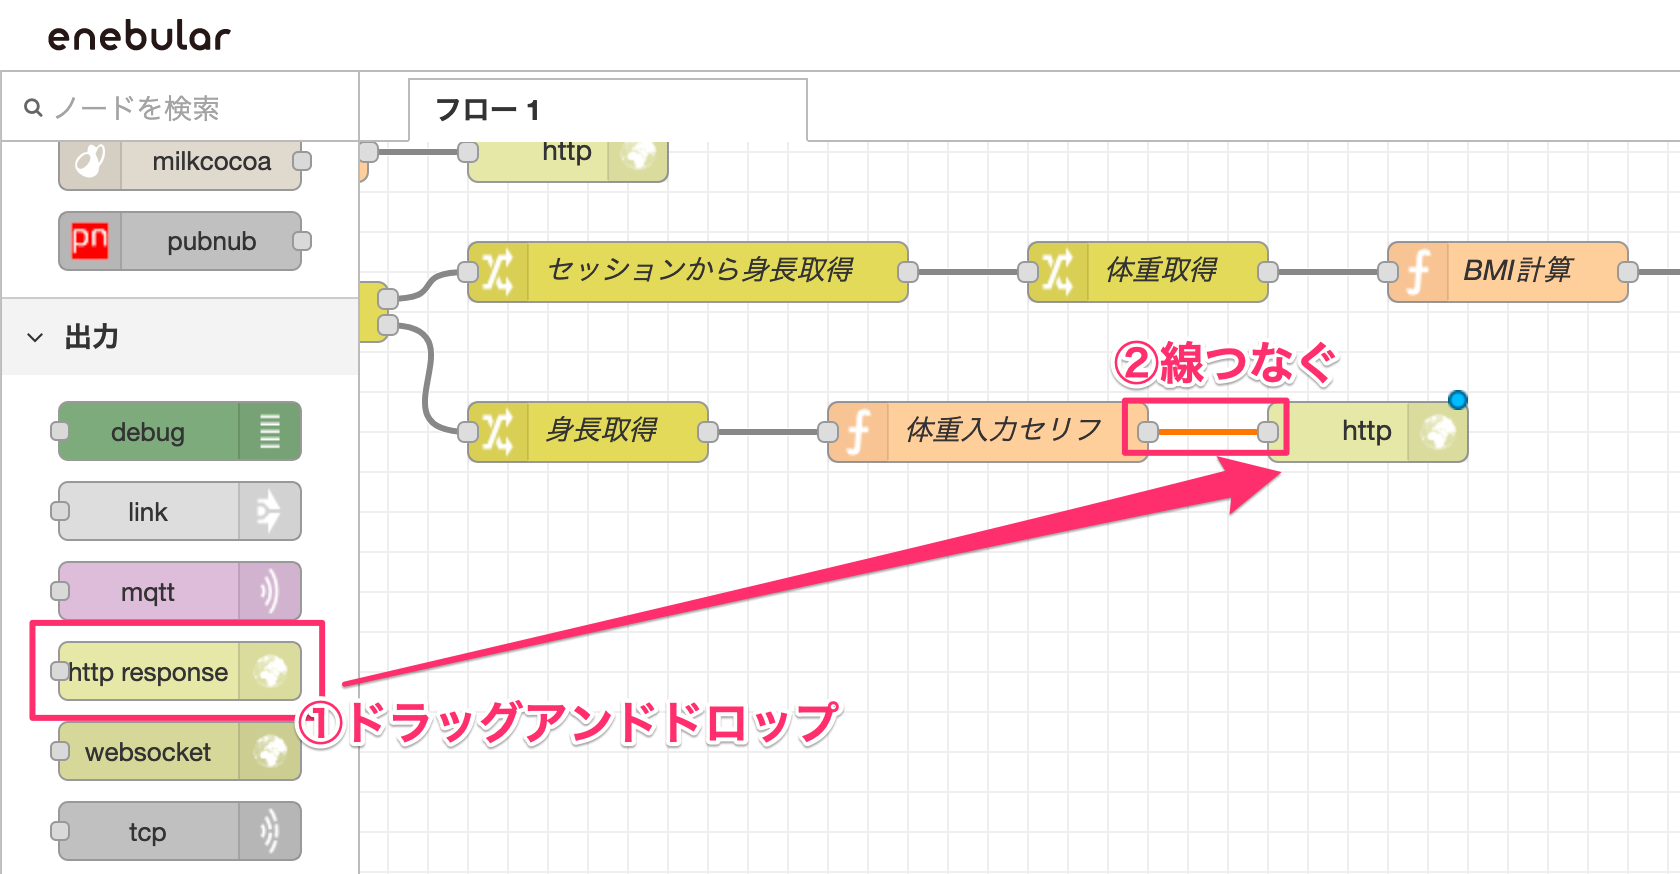 enebular
ノードを検索
フロー 1
milkcocoa
http
pubnub
セッションから身長取得
体重取得
BMI計算
出力
②線つなぐ
debug
身長取得
体重入力セリフ
http
link
mqtt
http response
①ドラッグアンドドロップ
websocket
tcp